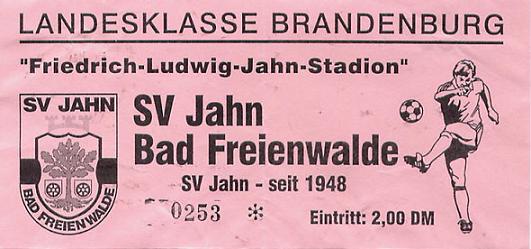 LANDESKLASSE BRANDENBURG
"Friedrich-Ludwig-Jahn-Stadion"
SV JAHN
BAD FREIENWALDE
SV Jahn
Bad Freienwalde
SV Jahn - seit 1948
0253 *
Eintritt: 2,00 DM